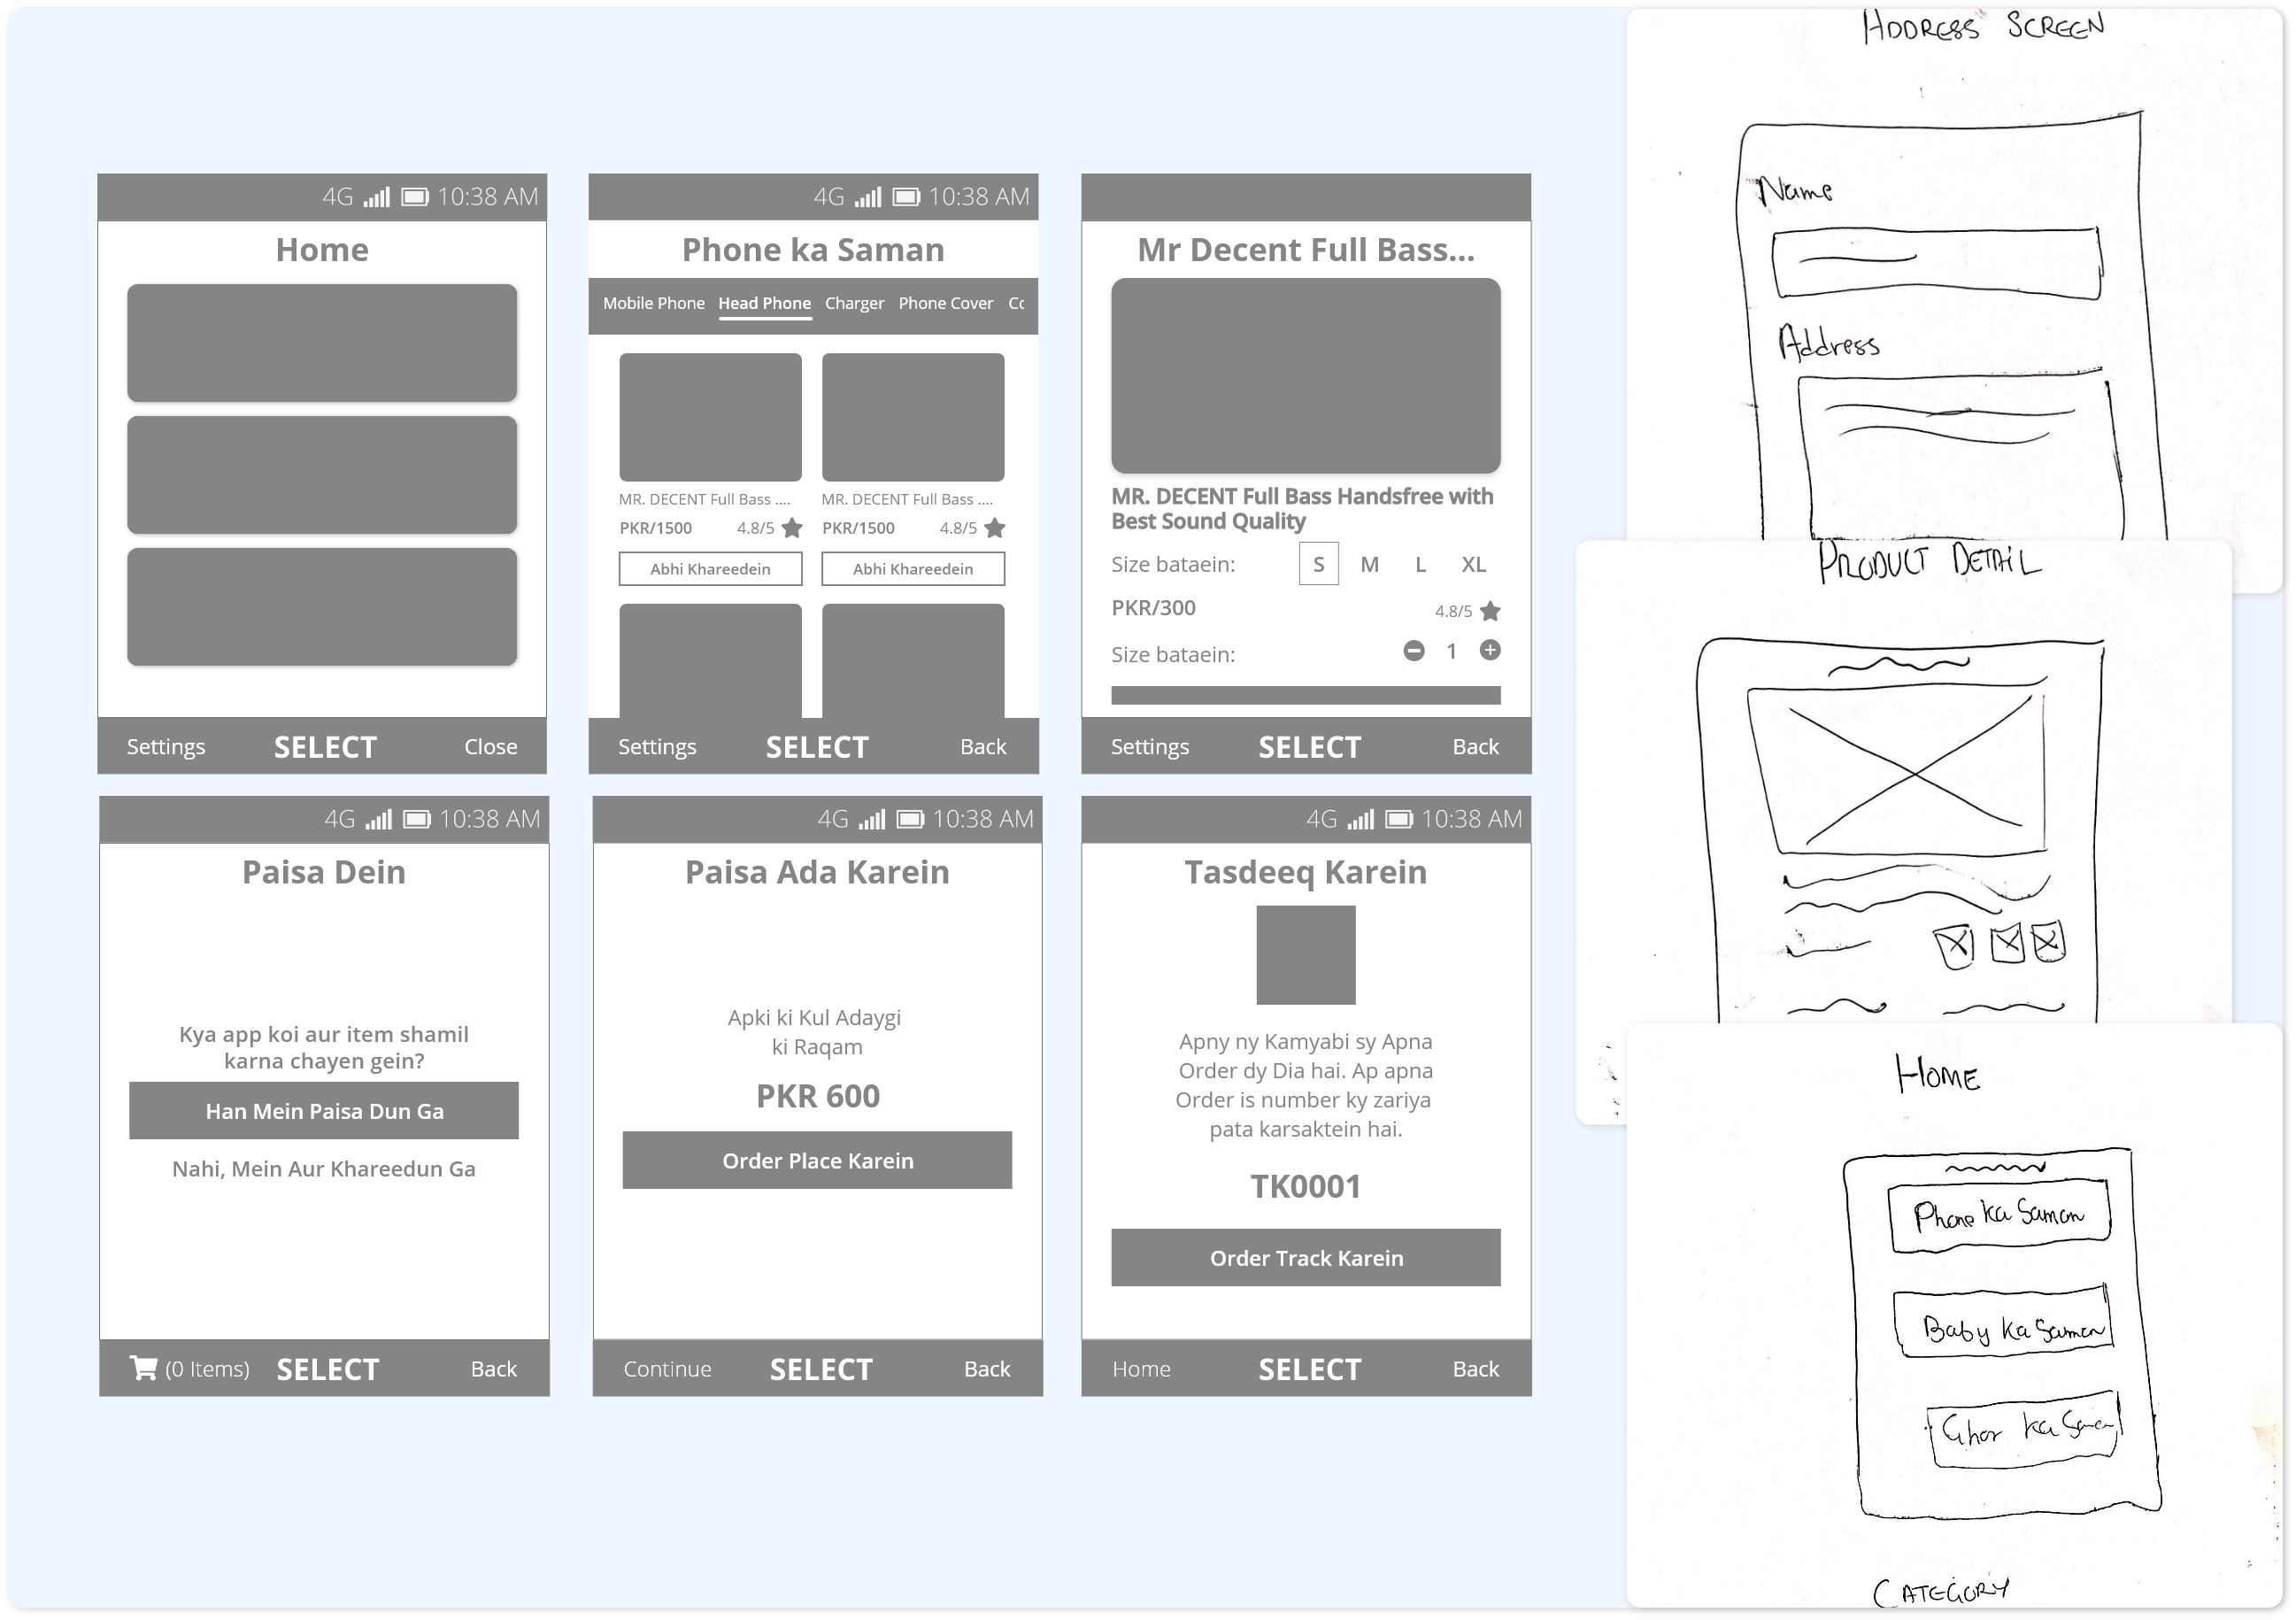 4G 10:38 AM
Home
Settings SELECT Close
4G 10:38 AM
Phone ka Saman
Mobile Phone Head Phone Charger Phone Cover Co
MR. DECENT Full Bass .... MR. DECENT Full Bass ....
PKR/1500 4.8/5 PKR/1500 4.8/5
Abhi Khareedein Abhi Khareedein
Settings SELECT Back
Mr Decent Full Bass...
MR. DECENT Full Bass Handsfree with
Best Sound Quality
Size bataein: S M L XL
PKR/300 4.8/5
Size bataein: 1
Settings SELECT Back
4G 10:38 AM
Paisa Dein
Kya app koi aur item shamil
karna chayen gein?
Han Mein Paisa Dun Ga
Nahi, Mein Aur Khareedun Ga
(0 Items) SELECT Back
4G 10:38 AM
Paisa Ada Karein
Apki ki Kul Adaygi
ki Raqam
PKR 600
Order Place Karein
Continue SELECT Back
4G 10:38 AM
Tasdeeq Karein
Apny ny Kamyabi sy Apna
Order dy Dia hai. Ap apna
Order is number ky zariya
pata karsaktein hai.
TK0001
Order Track Karein
Home SELECT Back
ADDRESS SCREEN
Name
Address
PRODUCT DETAIL
HOME
Phone ka Saman
Baby ka Saman
Ghar ka Saman
CATEGORY